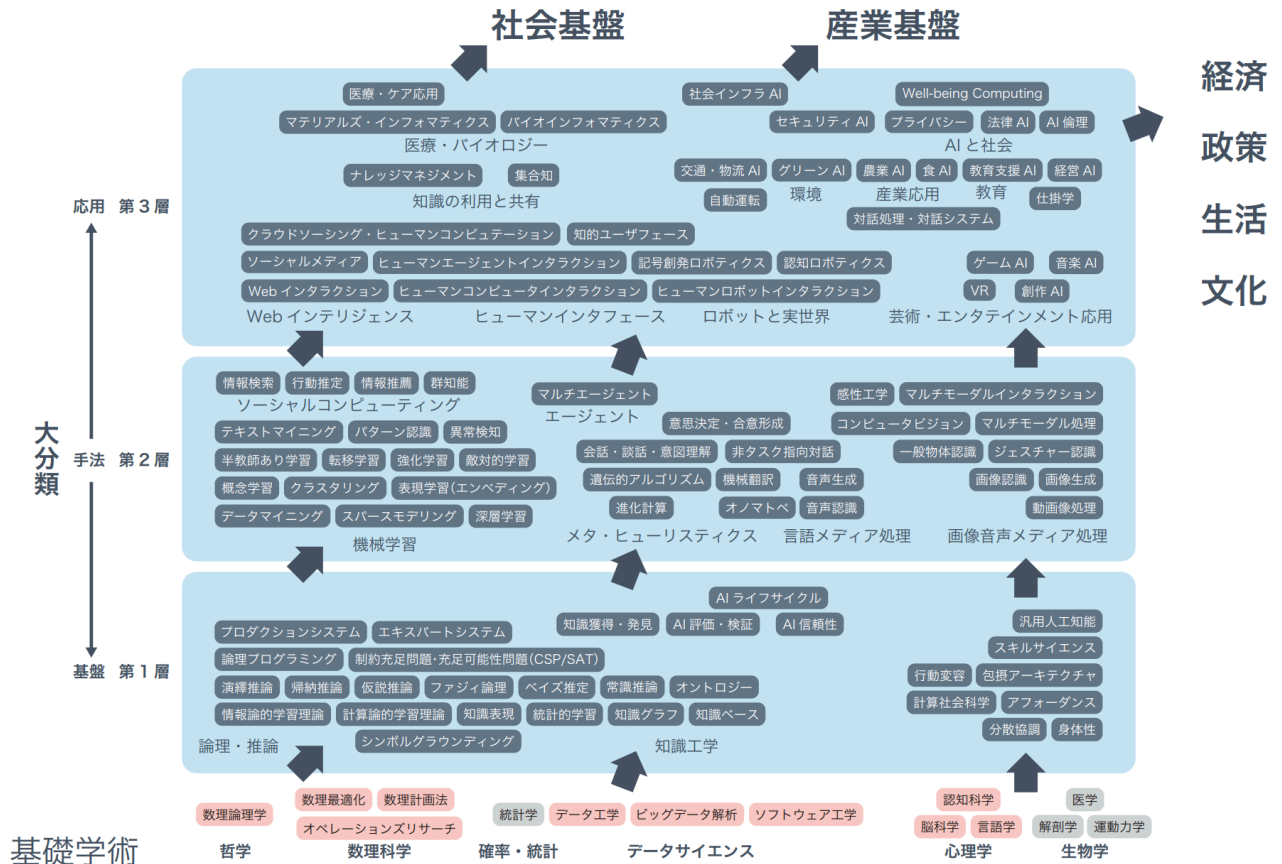 社会基盤 産業基盤
経済
政策
生活
文化
医療・ケア応用 社会インフラ AI Well-being Computing
マテリアルズ・インフォマティクス バイオインフォマティクス セキュリティ AI プライバシー 法律 AI AI 倫理
医療・バイオロジー AI と社会
ナレッジマネジメント 集合知 交通・物流 AI グリーン AI 農業 AI 食 AI 教育支援 AI 経営 AI
知識の利用と共有 自動運転 環境 産業応用 教育 仕掛学
応用 第３層
対話処理・対話システム
クラウドソーシング・ヒューマンコンピュテーション 知的ユーザフェース
ソーシャルメディア ヒューマンエージェントインタラクション 記号創発ロボティクス 認知ロボティクス ゲーム AI 音楽 AI
Web インタラクション ヒューマンコンピュータインタラクション ヒューマンロボットインタラクション VR 創作 AI
Web インテリジェンス ヒューマンインタフェース ロボットと実世界 芸術・エンタテインメント応用
大分類
手法 第２層
情報検索 行動推定 情報推薦 群知能 マルチエージェント 感性工学 マルチモーダルインタラクション
ソーシャルコンピューティング エージェント
テキストマイニング パターン認識 異常検知 意思決定・合意形成 コンピュータビジョン マルチモーダル処理
半教師あり学習 転移学習 強化学習 敵対的学習 会話・談話・意図理解 非タスク指向対話 一般物体認識 ジェスチャー認識
概念学習 クラスタリング 表現学習(エンベディング) 遺伝的アルゴリズム 機械翻訳 音声生成 画像認識 画像生成
データマイニング スパースモデリング 深層学習 進化計算 オノマトペ 音声認識 動画像処理
機械学習 メタ・ヒューリスティクス 言語メディア処理 画像音声メディア処理
基盤 第１層
AI ライフサイクル
プロダクションシステム エキスパートシステム 知識獲得・発見 AI 評価・検証 AI 信頼性 汎用人工知能
論理プログラミング 制約充足問題・充足可能性問題(CSP/SAT) スキルサイエンス
演繹推論 帰納推論 仮説推論 ファジィ論理 ベイズ推定 常識推論 オントロジー 行動変容 包摂アーキテクチャ
情報論的学習理論 計算論的学習理論 知識表現 統計的学習 知識グラフ 知識ベース 計算社会科学 アフォーダンス
シンボルグラウンディング 分散協調 身体性
論理・推論 知識工学
数理論理学 数理最適化 数理計画法 統計学 データ工学 ビッグデータ解析 ソフトウェア工学 認知科学 医学
オペレーションズリサーチ 脳科学 言語学 解剖学 運動力学
基礎学術 哲学 数理科学 確率・統計 データサイエンス 心理学 生物学